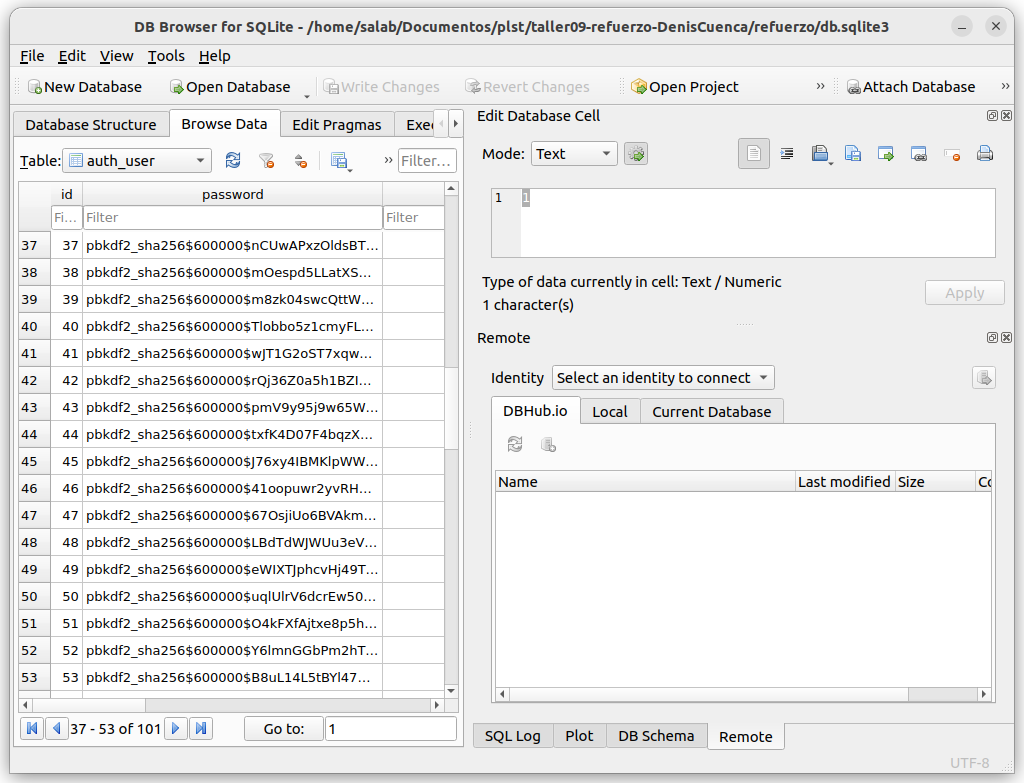 DB Browser for SQLite - /home/salab/Documentos/plst/taller09-refuerzo-DenisCuenca/refuerzo/db.sqlite3
File Edit View Tools Help
New Database Open Database Write Changes Revert Changes Open Project » Attach Database »
Database Structure Browse Data Edit Pragmas Exec
Table: auth_user » Filter...
id password
Fi... Filter Filter
37 37 pbkdf2_sha256$600000$nCUwAPxzOldsBT...
38 38 pbkdf2_sha256$600000$mOespd5LLatXS...
39 39 pbkdf2_sha256$600000$m8zk04swcQttW...
40 40 pbkdf2_sha256$600000$Tlobbo5z1cmyFL...
41 41 pbkdf2_sha256$600000$wJT1G2oST7xqw...
42 42 pbkdf2_sha256$600000$rQj36Z0a5h1BZI...
43 43 pbkdf2_sha256$600000$pmV9y95j9w65W...
44 44 pbkdf2_sha256$600000$txfK4D07F4bqzX...
45 45 pbkdf2_sha256$600000$J76xy4IBMKlpWW...
46 46 pbkdf2_sha256$600000$41oopuwr2yvRH...
47 47 pbkdf2_sha256$600000$67OsjiUo6BVAkm...
48 48 pbkdf2_sha256$600000$LBdTdWJWUu3eV...
49 49 pbkdf2_sha256$600000$eWIXTJphcvHj49T...
50 50 pbkdf2_sha256$600000$uqlUlrV6dcrEw50...
51 51 pbkdf2_sha256$600000$O4kFXfAjtxe8p5h...
52 52 pbkdf2_sha256$600000$Y6lmnGGbPm2hT...
53 53 pbkdf2_sha256$600000$B8uL14L5tBYl47...
37 - 53 of 101 Go to: 1
Edit Database Cell
Mode: Text
1 1
Type of data currently in cell: Text / Numeric
1 character(s)
Apply
Remote
Identity Select an identity to connect
DBHub.io Local Current Database
Name Last modified Size Co
SQL Log Plot DB Schema Remote
UTF-8